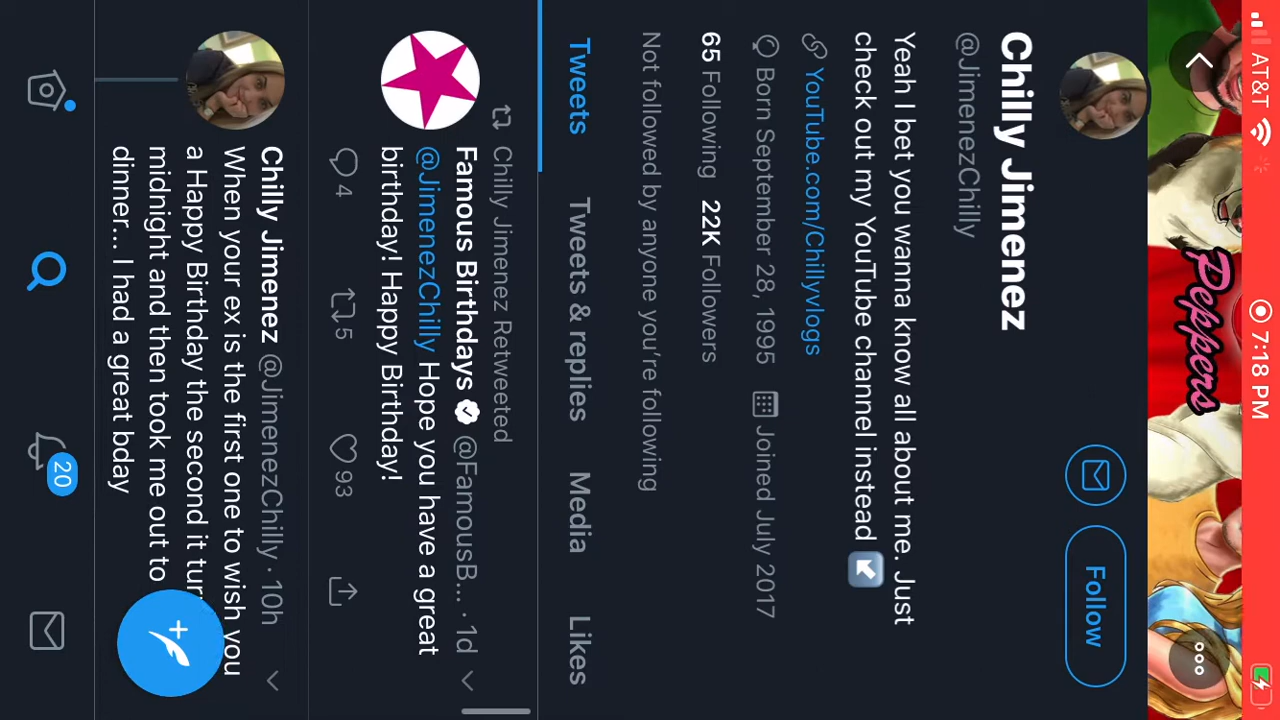 AT&T 7:18 PM
Peppers
Follow
Chilly Jimenez
@JimenezChilly
Yeah I bet you wanna know all about me. Just
check out my YouTube channel instead ↙️
YouTube.com/Chillyvlogs
Born September 28, 1995 Joined July 2017
65 Following 22K Followers
Not followed by anyone you're following
Tweets Tweets & replies Media Likes
Chilly Jimenez Retweeted
Famous Birthdays @FamousB... · 1d
@JimenezChilly Hope you have a great
birthday! Happy Birthday!
4 5 93
Chilly Jimenez @JimenezChilly · 10h
When your ex is the first one to wish you
a Happy Birthday the second it tur
midnight and then took me out to
dinner... I had a great bday
20